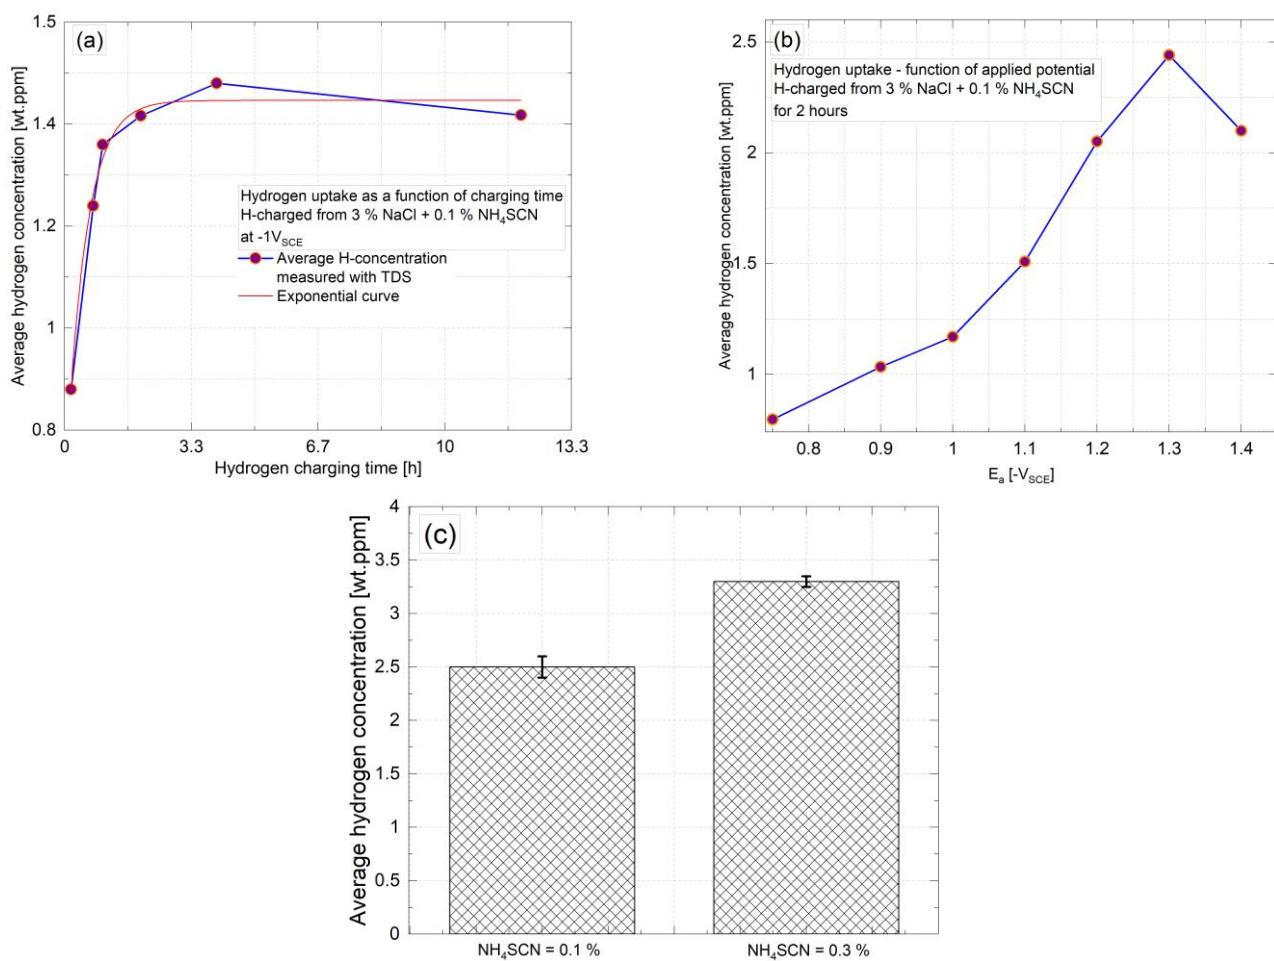 (a)
Average hydrogen concentration [wt.ppm]
1.5
1.4
1.2
1
0.8
Hydrogen uptake as a function of charging time
H-charged from 3 % NaCl + 0.1 % NH₄SCN
at -1V_SCE
Average H-concentration
measured with TDS
Exponential curve
0 3.3 6.7 10 13.3
Hydrogen charging time [h]
(b)
Average hydrogen concentration [wt.ppm]
2.5
2
1.5
1
Hydrogen uptake - function of applied potential
H-charged from 3 % NaCl + 0.1 % NH₄SCN
for 2 hours
0.8 0.9 1 1.1 1.2 1.3 1.4
E_a [-V_SCE]
(c)
Average hydrogen concentration [wt.ppm]
4
3.5
3
2.5
2
1.5
1
0.5
0
NH₄SCN = 0.1 % NH₄SCN = 0.3 %